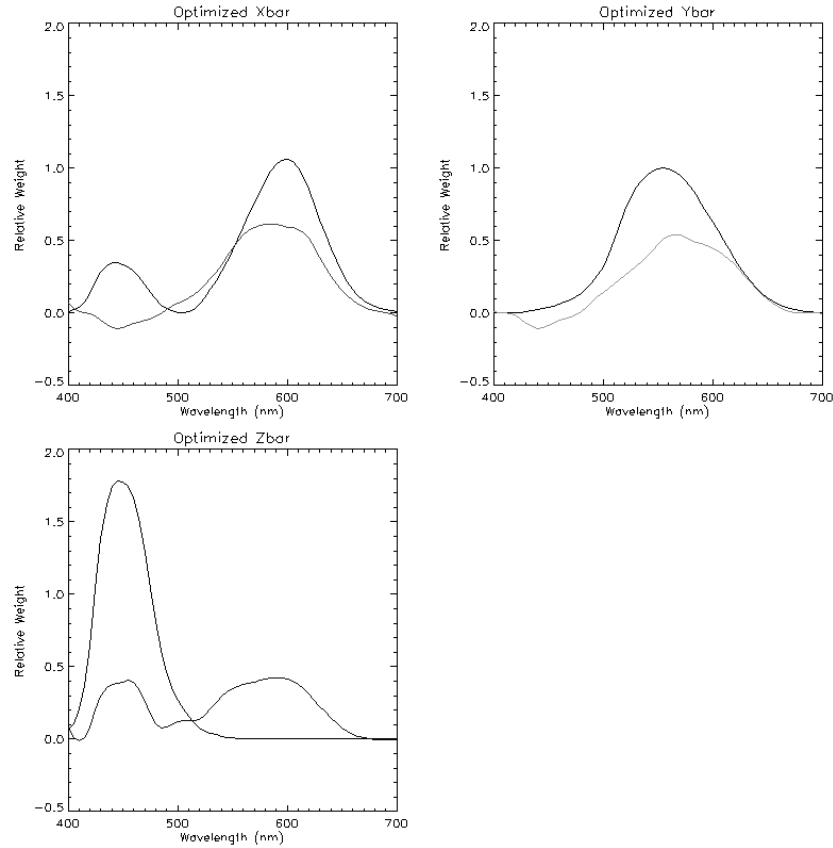 Optimized Xbar
2.0
1.5
1.0
0.5
0.0
-0.5
Relative Weight
400 500 600 700
Wavelength (nm)
Optimized Ybar
2.0
1.5
1.0
0.5
0.0
-0.5
Relative Weight
400 500 600 700
Wavelength (nm)
Optimized Zbar
2.0
1.5
1.0
0.5
0.0
-0.5
Relative Weight
400 500 600 700
Wavelength (nm)